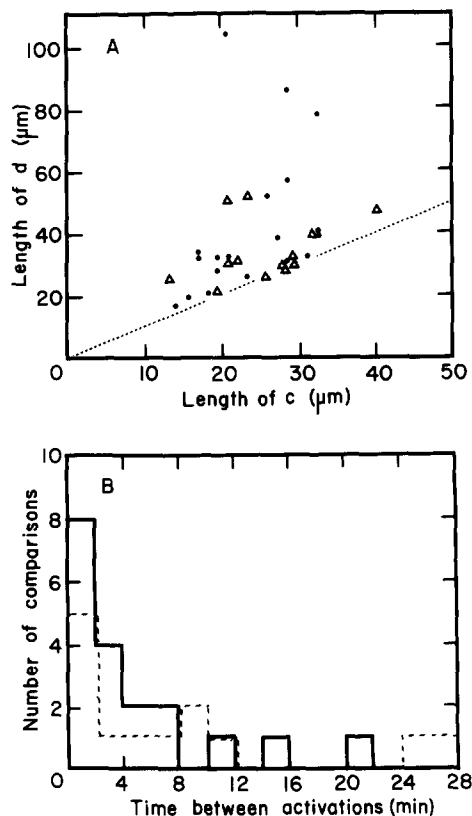 A
100
80
60
40
20
Length of d (μm)
0 10 20 30 40 50
Length of c (μm)
B
10
8
6
4
2
Number of comparisons
0 4 8 12 16 20 24 28
Time between activations (min)